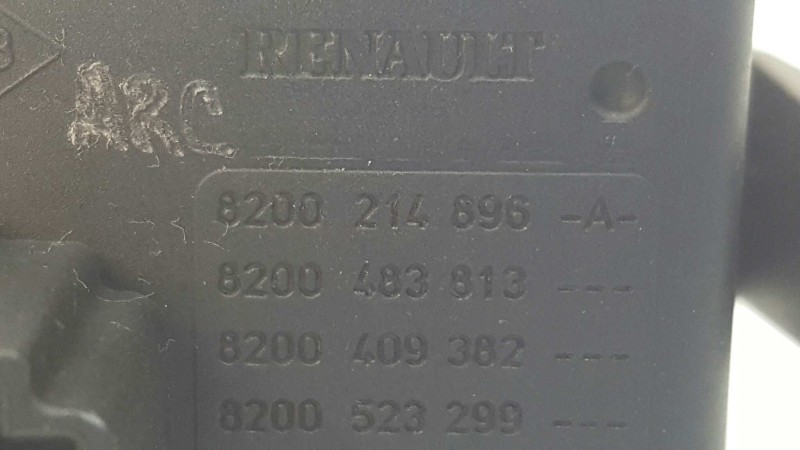 RENAULT
ARC
8200 214 896 -A-
8200 483 813 ---
8200 409 382 ---
8200 523 299 ---